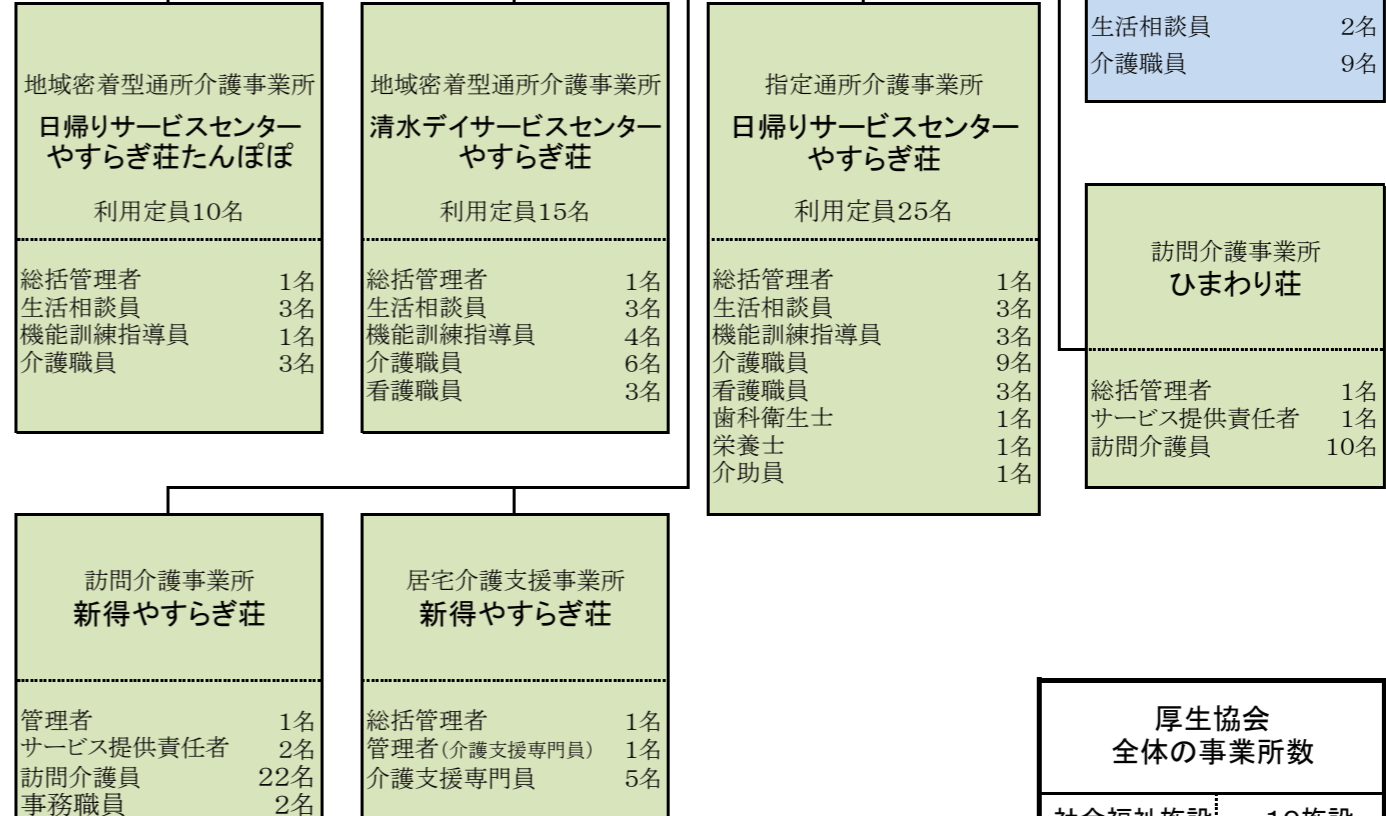 生活相談員 2名
介護職員 9名
地域密着型通所介護事業所
日帰りサービスセンター
やすらぎ荘たんぽぽ
利用定員10名
総括管理者 1名
生活相談員 3名
機能訓練指導員 1名
介護職員 3名
地域密着型通所介護事業所
清水デイサービスセンター
やすらぎ荘
利用定員15名
総括管理者 1名
生活相談員 3名
機能訓練指導員 4名
介護職員 6名
看護職員 3名
指定通所介護事業所
日帰りサービスセンター
やすらぎ荘
利用定員25名
総括管理者 1名
生活相談員 3名
機能訓練指導員 3名
介護職員 9名
看護職員 3名
歯科衛生士 1名
栄養士 1名
介助員 1名
訪問介護事業所
ひまわり荘
総括管理者 1名
サービス提供責任者 1名
訪問介護員 10名
訪問介護事業所
新得やすらぎ荘
管理者 1名
サービス提供責任者 2名
訪問介護員 22名
事務職員 2名
居宅介護支援事業所
新得やすらぎ荘
総括管理者 1名
管理者(介護支援専門員) 1名
介護支援専門員 5名
厚生協会
全体の事業所数
社会福祉施設